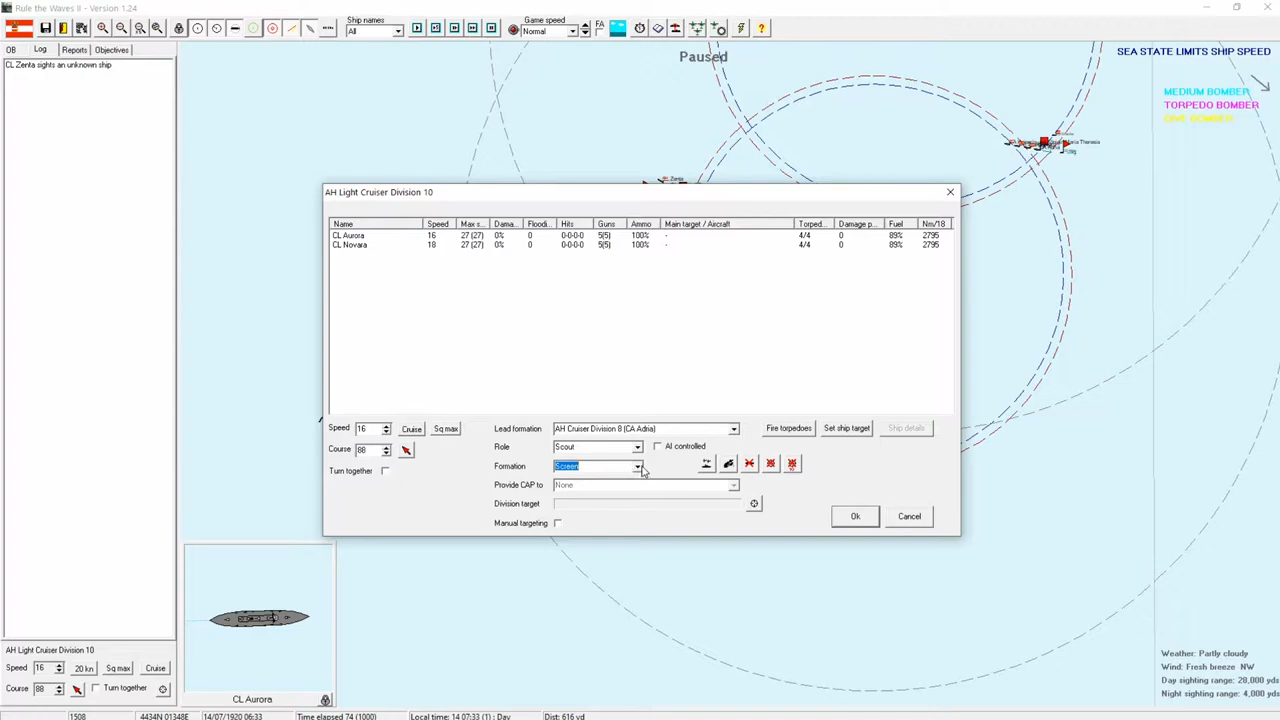 Rule the Waves II - Version 1.24
Ship names
All
Game speed
Normal
FA
OB
Log
Reports
Objectives
CL Zenta sights an unknown ship
Paused
SEA STATE LIMITS SHIP SPEED
MEDIUM BOMBER
TORPEDO BOMBER
DIVE BOMBER
Zenta
AH Light Cruiser Division 10
Name Speed Max s... Dama... Floodi... Hits Guns Ammo Main target / Aircraft Torped... Damage p... Fuel Nm/18
CL Aurora 16 27 (27) 0% 0 0-0-0-0 5(5) 100% - 4/4 0 89% 2795
CL Novara 18 27 (27) 0% 0 0-0-0-0 5(5) 100% - 4/4 0 89% 2795
Speed 16 Cruise Sq max
Course 88
Turn together
Lead formation AH Cruiser Division 8 (CA Adria)
Role Scout
AI controlled
Formation Screen
Provide CAP to None
Division target
Manual targeting
Fire torpedoes
Set ship target
Ship details
Ok
Cancel
AH Light Cruiser Division 10
Speed 16 20 kn Sq max Cruise
Course 88 Turn together
CL Aurora
Weather: Partly cloudy
Wind: Fresh breeze NW
Day sighting range: 28,000 yds
Night sighting range: 4,000 yds
1508
4434N 01348E
14/07/1920 06:33
Time elapsed 74 (1000)
Local time: 14 07:33 (1) : Day
Dist: 616 yd